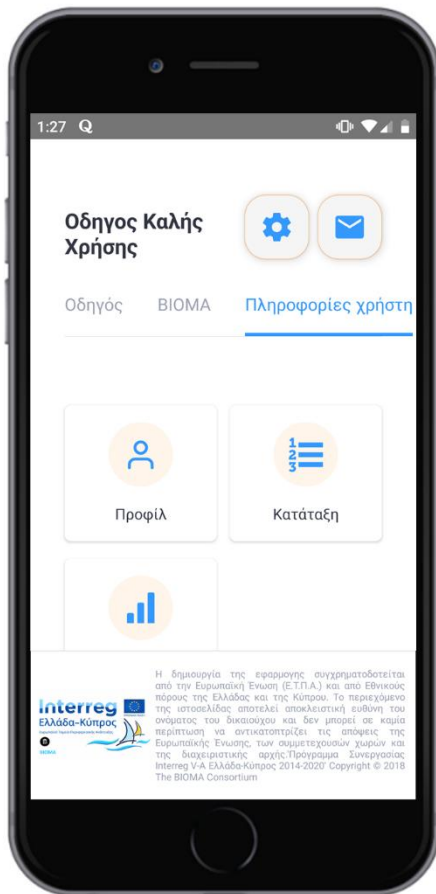 1:27 Q
Οδηγος Καλής
Χρήσης
Οδηγός ΒΙΟΜΑ Πληροφορίες χρήστη
Προφίλ Κατάταξη
Η δημιουργία της εφαρμογης συγχρηματοδοτείται
από την Ευρωπαϊκή Ένωση (Ε.Τ.Π.Α.) και από Εθνικούς
πόρους της Ελλάδας και της Κύπρου. Το περιεχόμενο
της ιστοσελίδας αποτελεί αποκλειστική ευθύνη του
ονόματος του δικαιούχου και δεν μπορεί σε καμία
περίπτωση να αντικατοπτρίζει τις απόψεις της
Ευρωπαϊκής Ένωσης, των συμμετεχουσών χωρών και
της διαχειριστικής αρχής.'Πρόγραμμα Συνεργασίας
Interreg V-A Ελλάδα-Κύπρος 2014-2020' Copyright © 2018
The BIOMA Consortium
Interreg
Ελλάδα-Κύπρος